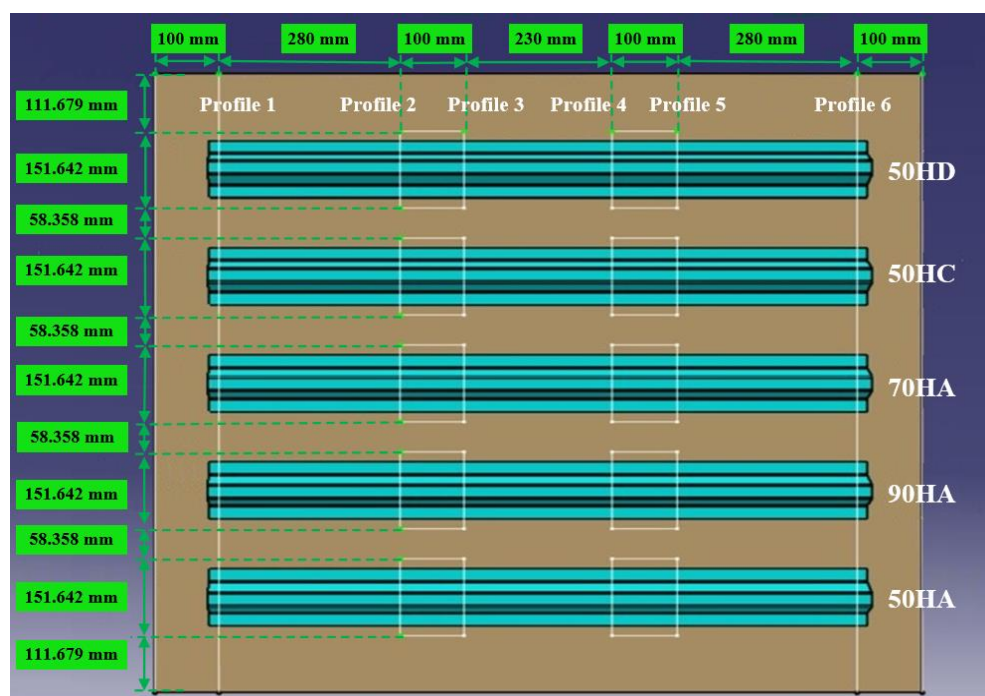 100 mm 280 mm 100 mm 230 mm 100 mm 280 mm 100 mm
111.679 mm
Profile 1 Profile 2 Profile 3 Profile 4 Profile 5 Profile 6
151.642 mm
50HD
58.358 mm
151.642 mm
50HC
58.358 mm
151.642 mm
70HA
58.358 mm
151.642 mm
90HA
58.358 mm
151.642 mm
50HA
111.679 mm